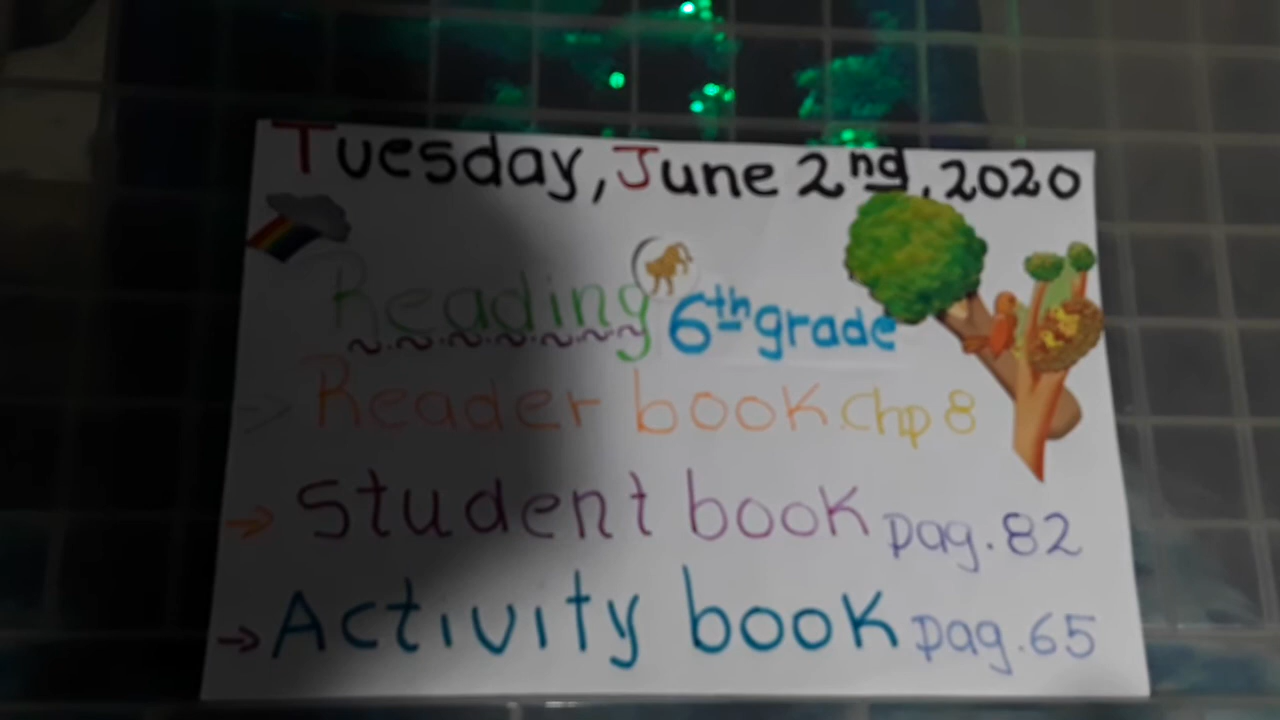 Tuesday, June 2nd, 2020
Reading 6th grade
-> Reader book Chp 8
→ Student book pag. 82
→ Activity book pag. 65